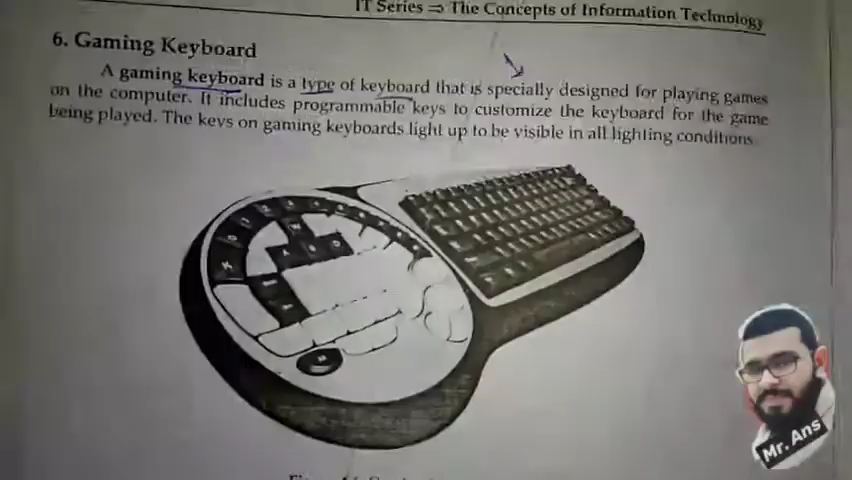 IT Series ⇒ The Concepts of Information Technology
6. Gaming Keyboard
A gaming keyboard is a type of keyboard that is specially designed for playing games
on the computer. It includes programmable keys to customize the keyboard for the game
being played. The keys on gaming keyboards light up to be visible in all lighting conditions.
Mr. Ans